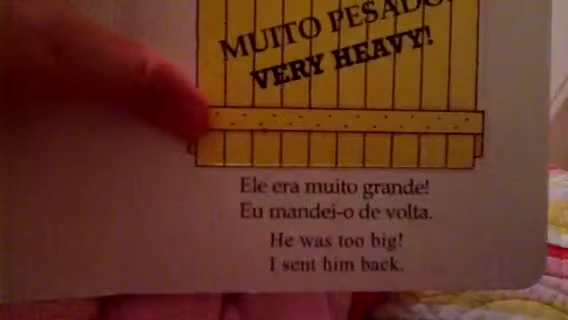 MUITO PESADO!
VERY HEAVY!
Ele era muito grande!
Eu mandei-o de volta.
He was too big!
I sent him back.